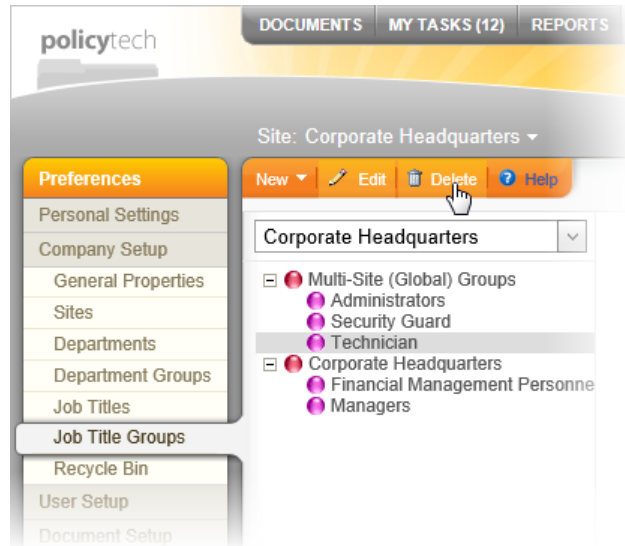 policytech
DOCUMENTS MY TASKS (12) REPORTS
Site: Corporate Headquarters
Preferences
New Edit Delete Help
Personal Settings
Company Setup
General Properties
Sites
Departments
Department Groups
Job Titles
Job Title Groups
Recycle Bin
User Setup
Document Setup
Corporate Headquarters
Multi-Site (Global) Groups
Administrators
Security Guard
Technician
Corporate Headquarters
Financial Management Personne
Managers